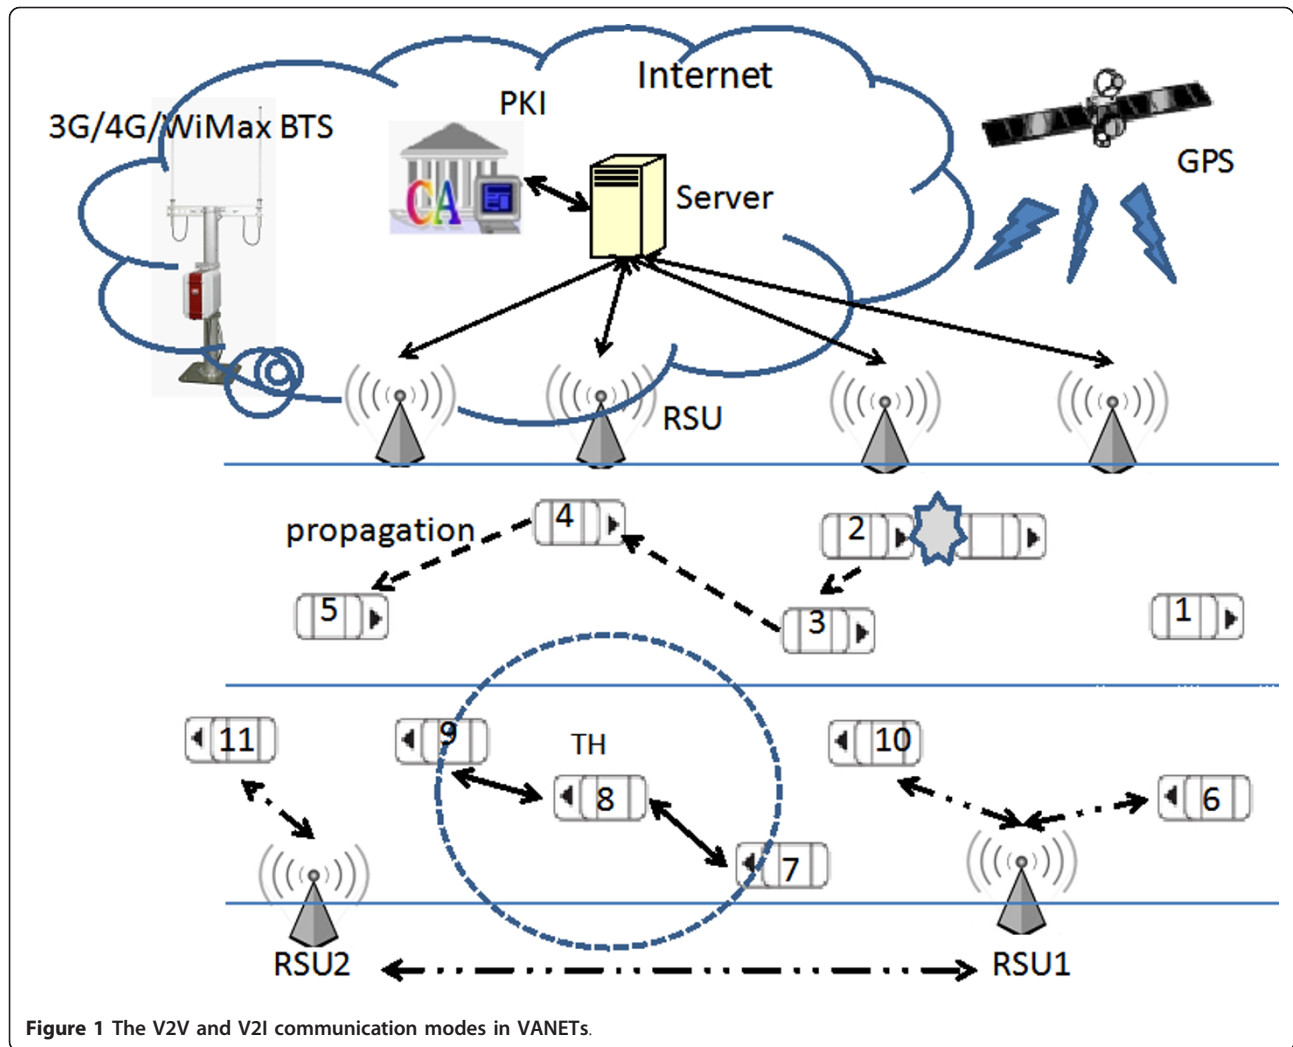 Internet
PKI
3G/4G/WiMax BTS
GPS
CA
Server
RSU
4
2
propagation
5
3
1
11
9
TH
10
8
6
7
RSU2
RSU1
Figure 1 The V2V and V2I communication modes in VANETs.